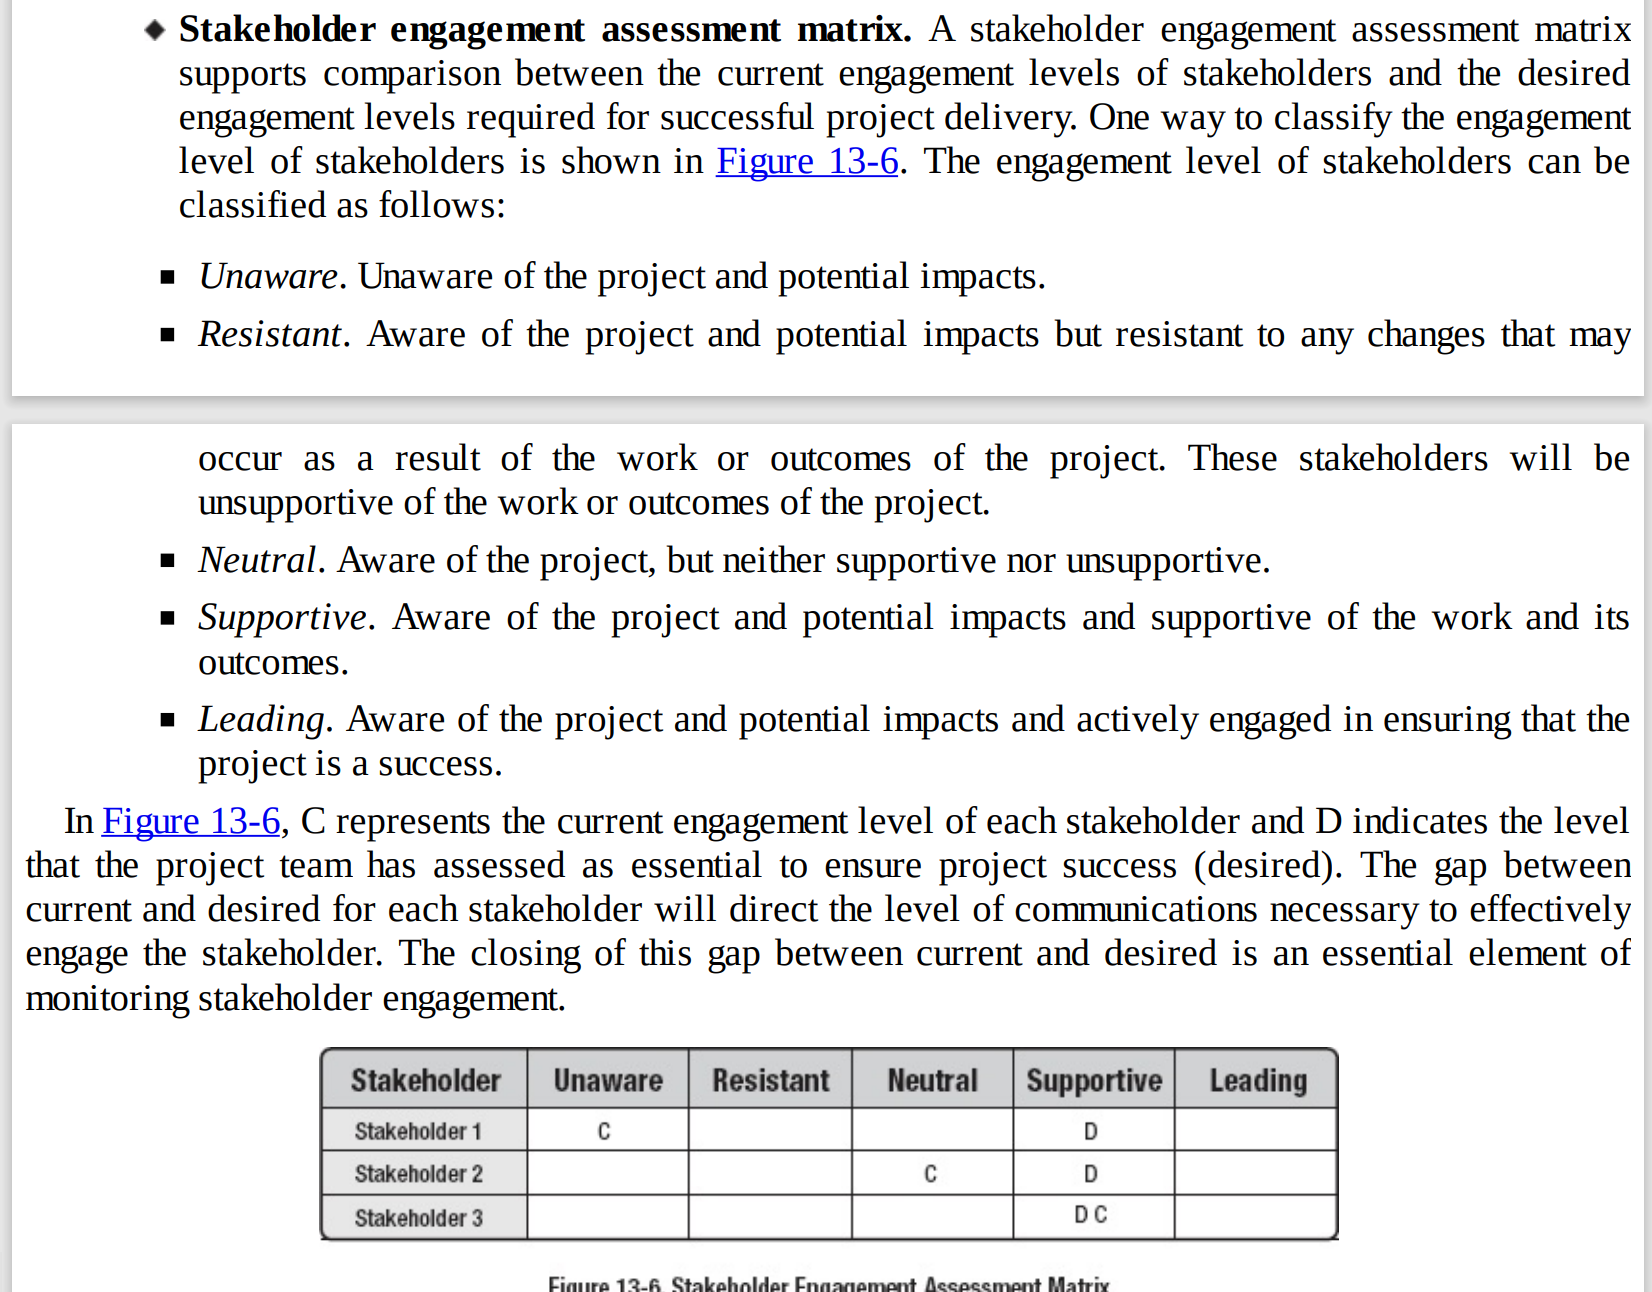 ◆ Stakeholder engagement assessment matrix. A stakeholder engagement assessment matrix
supports comparison between the current engagement levels of stakeholders and the desired
engagement levels required for successful project delivery. One way to classify the engagement
level of stakeholders is shown in Figure 13-6. The engagement level of stakeholders can be
classified as follows:
■ Unaware. Unaware of the project and potential impacts.
■ Resistant. Aware of the project and potential impacts but resistant to any changes that may
occur as a result of the work or outcomes of the project. These stakeholders will be
unsupportive of the work or outcomes of the project.
■ Neutral. Aware of the project, but neither supportive nor unsupportive.
■ Supportive. Aware of the project and potential impacts and supportive of the work and its
outcomes.
■ Leading. Aware of the project and potential impacts and actively engaged in ensuring that the
project is a success.
In Figure 13-6, C represents the current engagement level of each stakeholder and D indicates the level
that the project team has assessed as essential to ensure project success (desired). The gap between
current and desired for each stakeholder will direct the level of communications necessary to effectively
engage the stakeholder. The closing of this gap between current and desired is an essential element of
monitoring stakeholder engagement.
Stakeholder Unaware Resistant Neutral Supportive Leading
Stakeholder 1 C D
Stakeholder 2 C D
Stakeholder 3 D C
Figure 13-6. Stakeholder Engagement Assessment Matrix